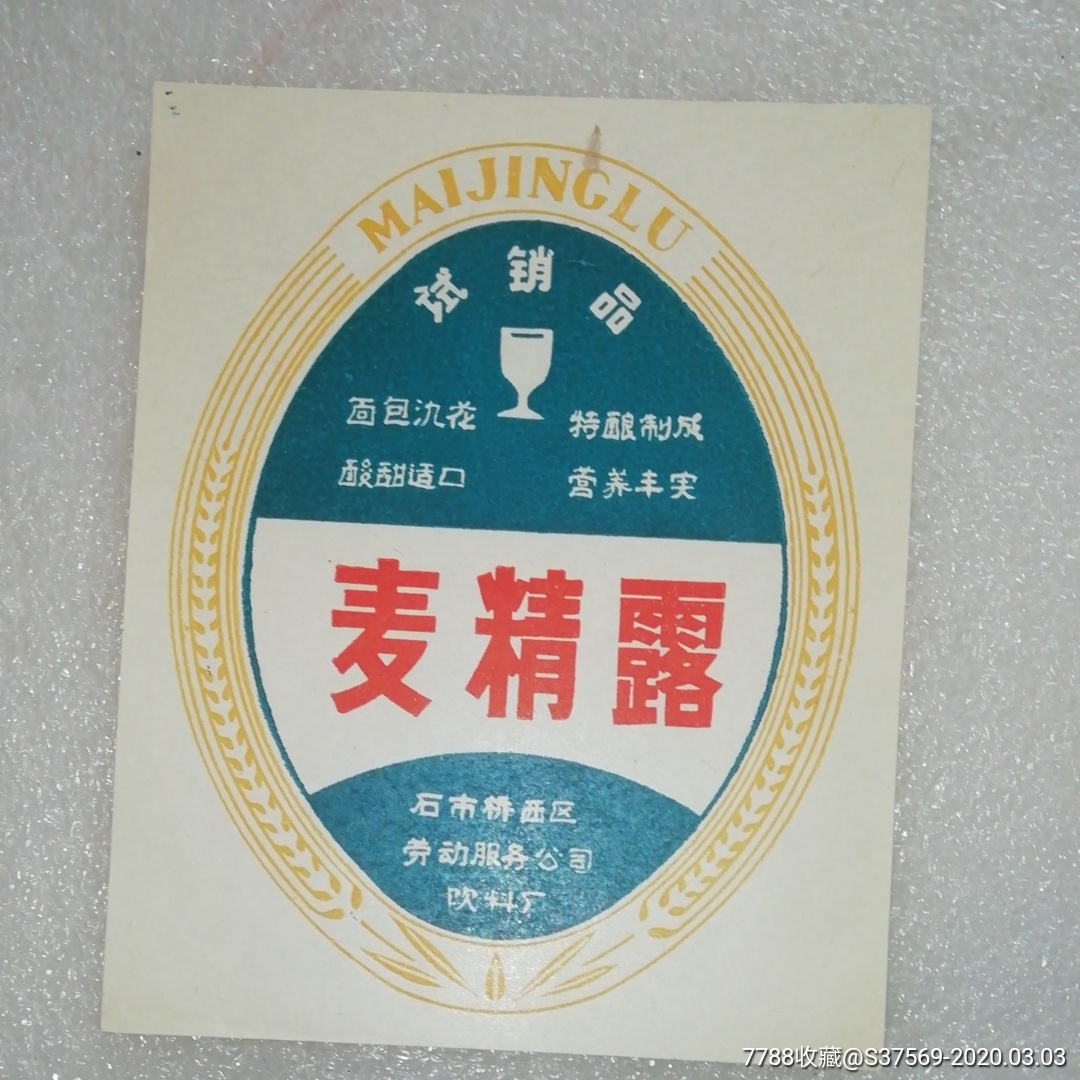 MAIJINGLU
试销品
面包氿花 特酿制成
酸甜适口 营养丰実
麦精露
石市桥西区
劳动服务公司
饮料厂
7788收藏@S37569-2020.03.03